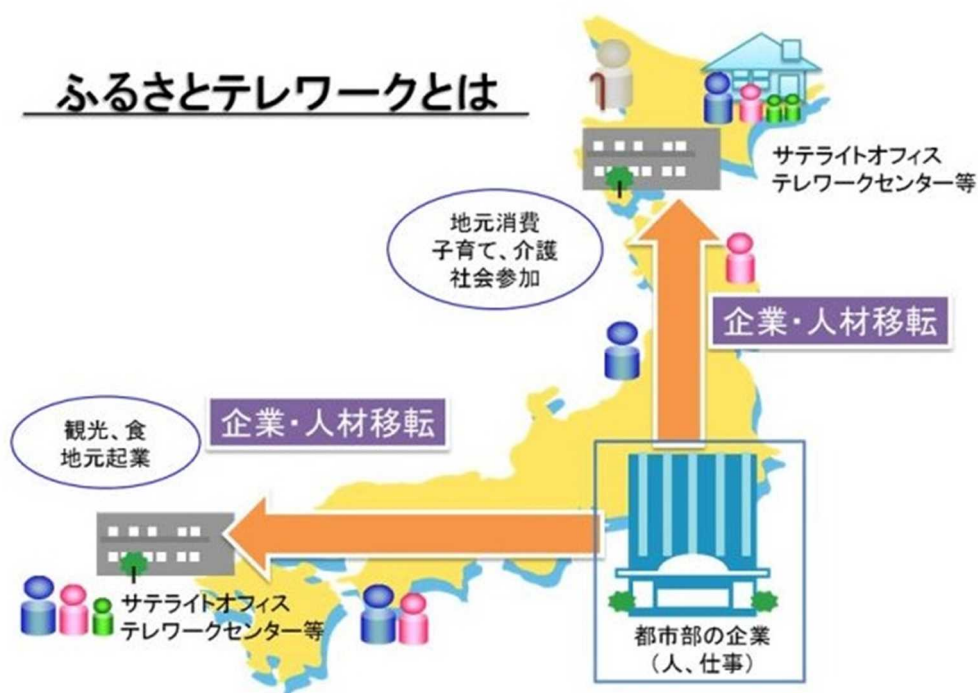 ふるさとテレワークとは
サテライトオフィス
テレワークセンター等
地元消費
子育て、介護
社会参加
企業・人材移転
企業・人材移転
観光、食
地元起業
サテライトオフィス
テレワークセンター等
都市部の企業
(人、仕事)